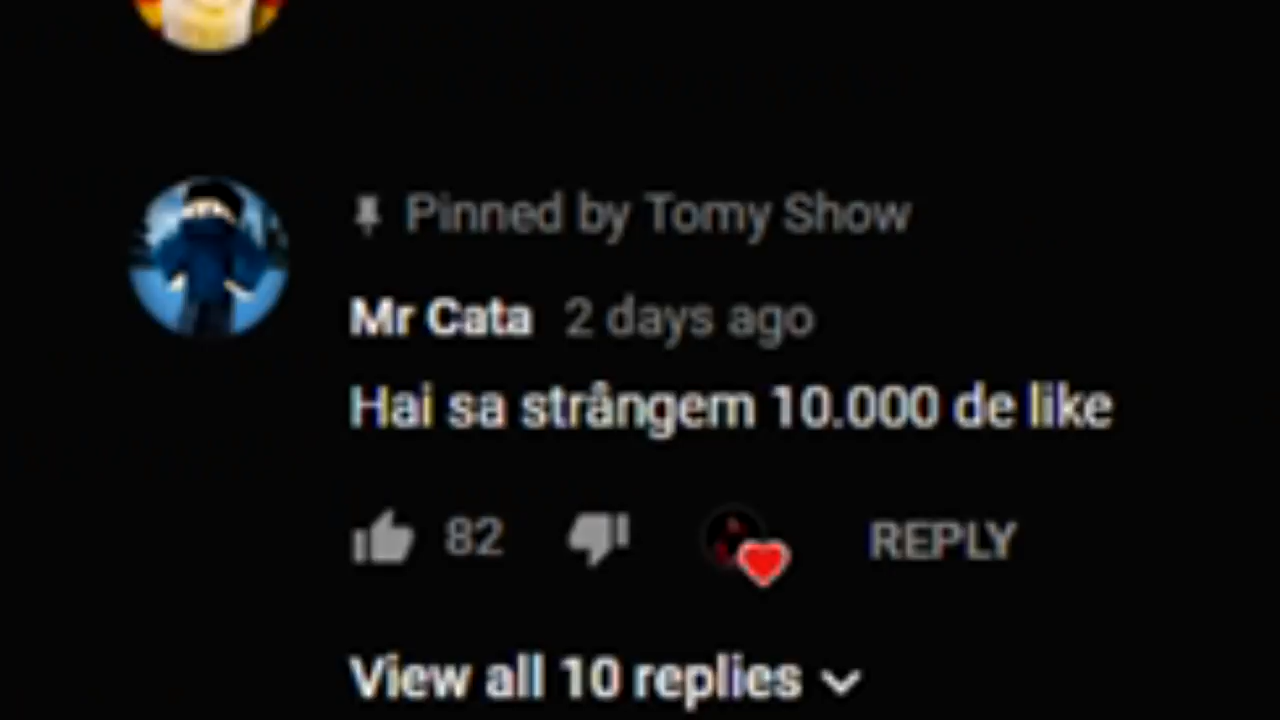 Pinned by Tomy Show
Mr Cata 2 days ago
Hai sa strângem 10.000 de like
82 REPLY
View all 10 replies